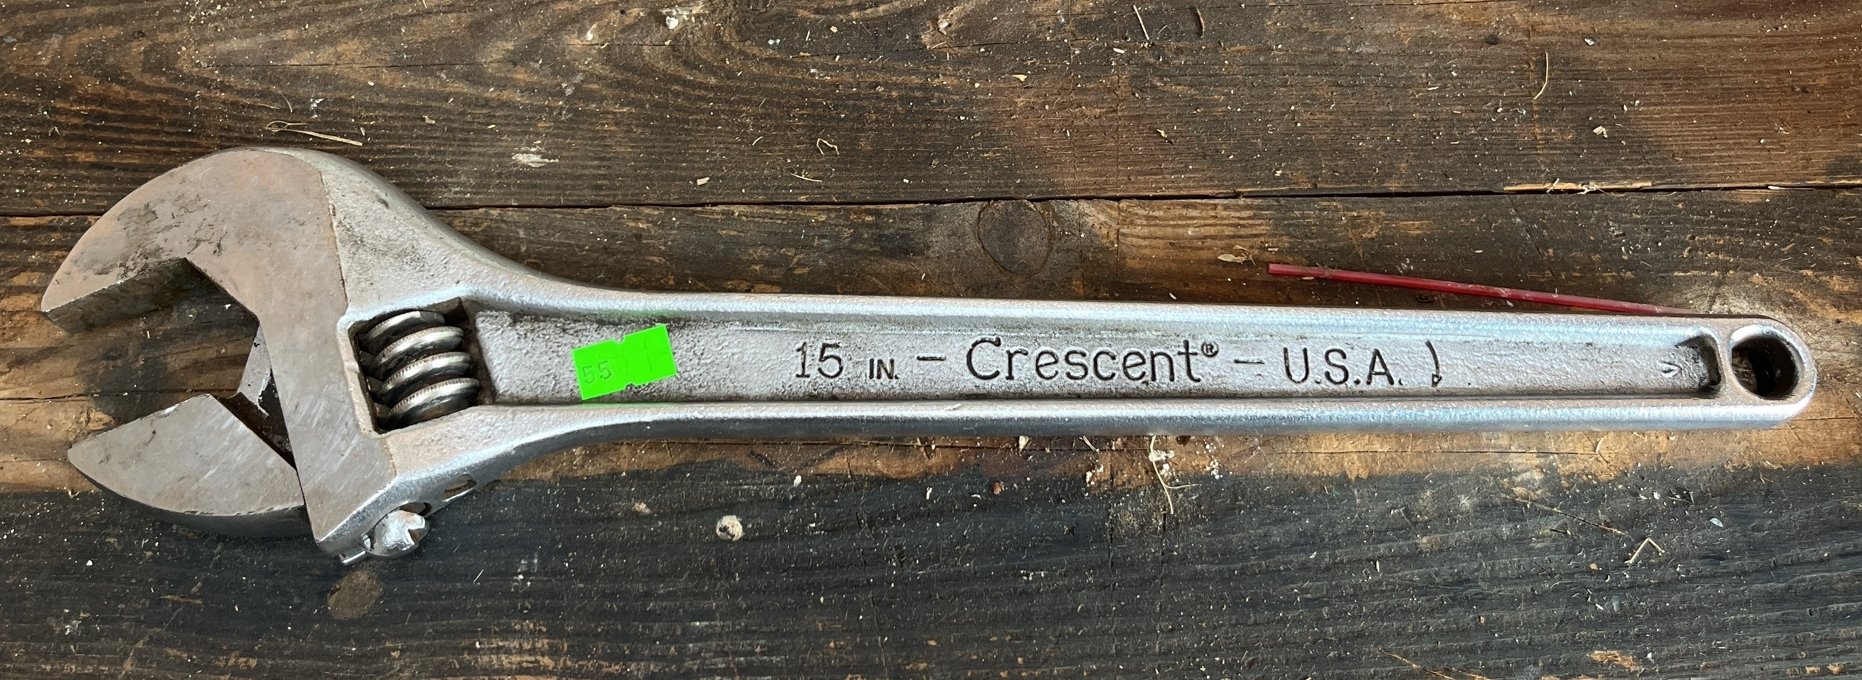 55
15 IN. – Crescent® – U.S.A.